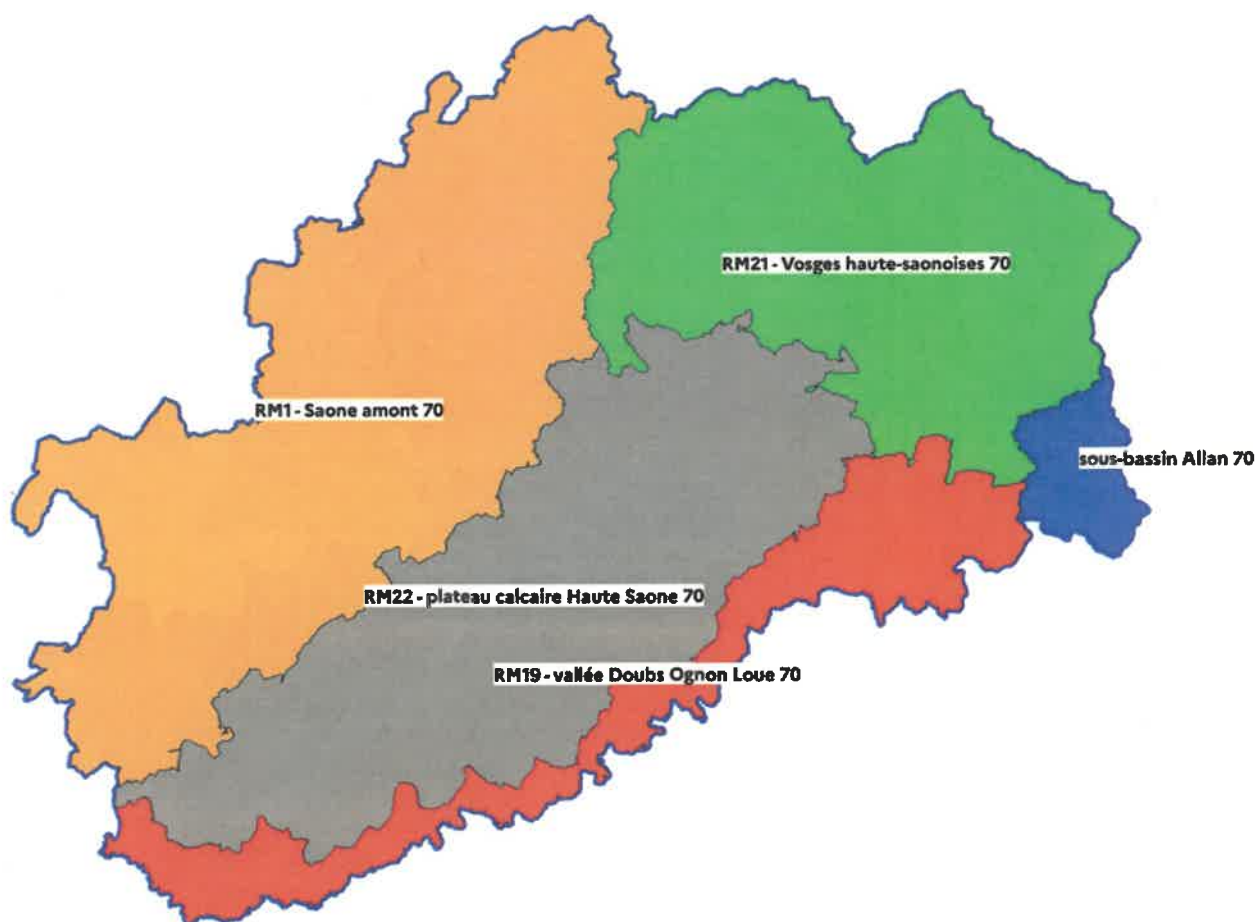 RM21 - Vosges haute-saonoises 70
RM1 - Saone amont 70
sous-bassin Allan 70
RM22 - plateau calcaire Haute Saone 70
RM19 - vallée Doubs Ognon Loue 70